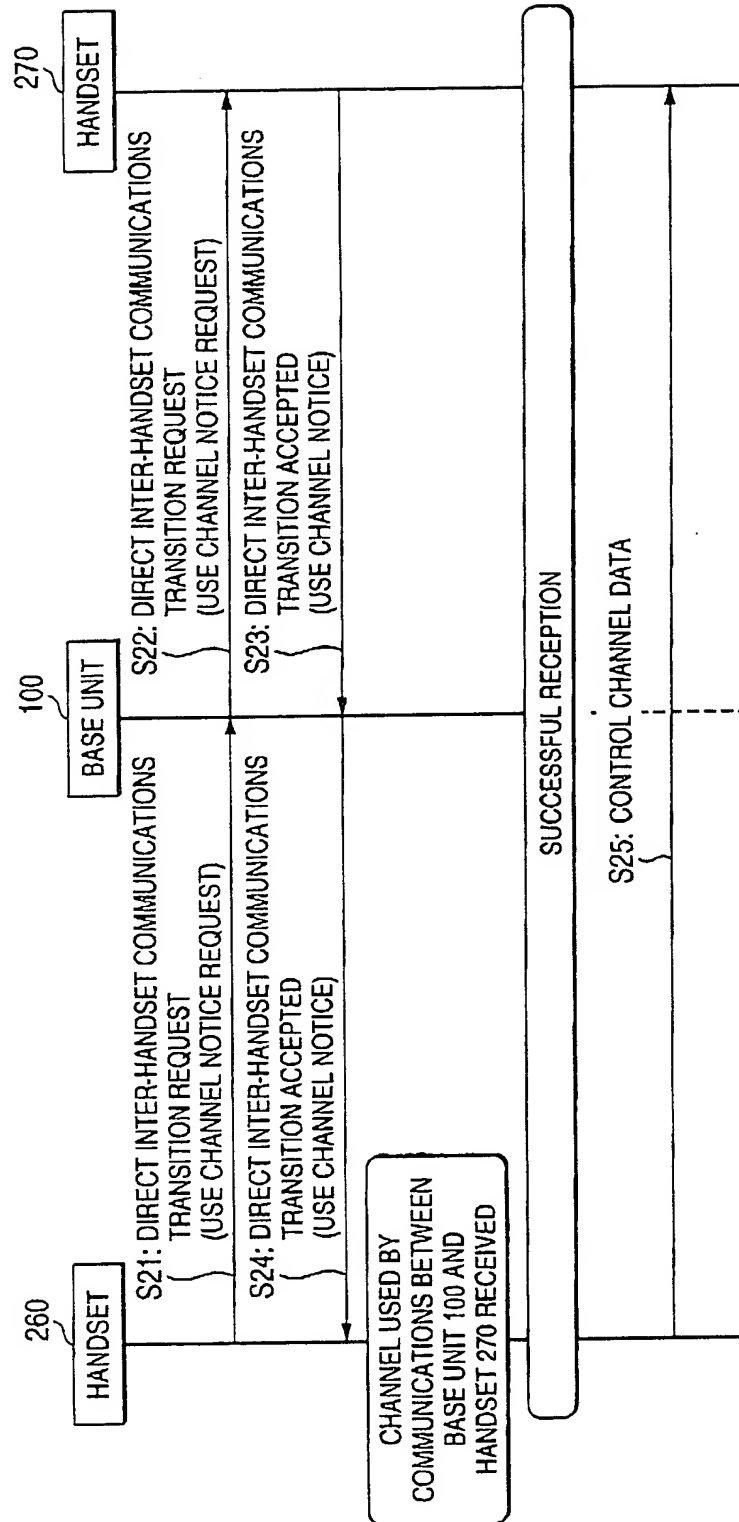 260
HANDSET
100
BASE UNIT
270
HANDSET
S21: DIRECT INTER-HANDSET COMMUNICATIONS
TRANSITION REQUEST
(USE CHANNEL NOTICE REQUEST)
S22: DIRECT INTER-HANDSET COMMUNICATIONS
TRANSITION REQUEST
(USE CHANNEL NOTICE REQUEST)
S24: DIRECT INTER-HANDSET COMMUNICATIONS
TRANSITION ACCEPTED
(USE CHANNEL NOTICE)
S23: DIRECT INTER-HANDSET COMMUNICATIONS
TRANSITION ACCEPTED
(USE CHANNEL NOTICE)
CHANNEL USED BY
COMMUNICATIONS BETWEEN
BASE UNIT 100 AND
HANDSET 270 RECEIVED
SUCCESSFUL RECEPTION
S25: CONTROL CHANNEL DATA